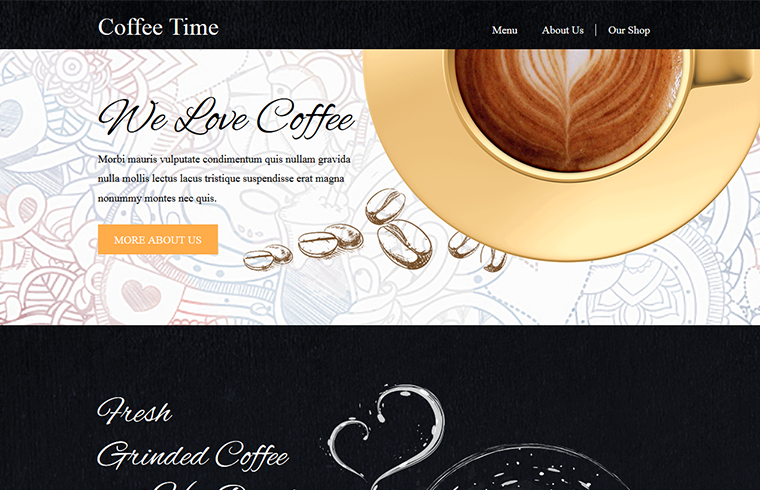 Coffee Time
Menu
About Us
Our Shop
We Love Coffee
Morbi mauris vulputate condimentum quis nullam gravida
nulla mollis lectus lacus tristique suspendisse erat magna
nonummy montes nec quis.
MORE ABOUT US
Fresh
Grinded Coffee